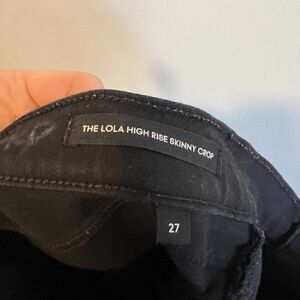 THE LOLA HIGH RISE SKINNY CROP
27